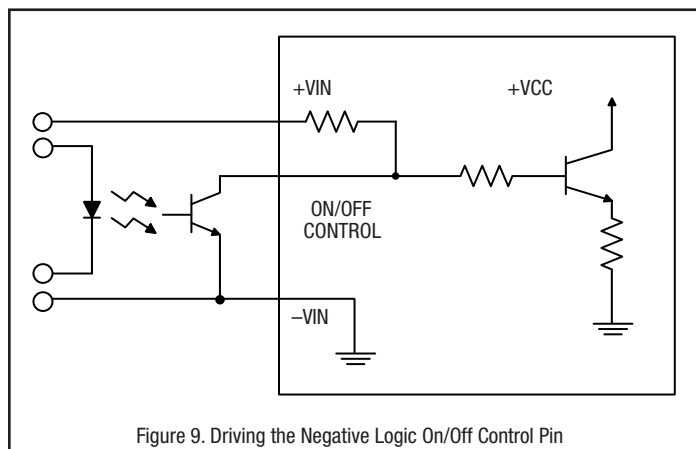 +VIN
+VCC
ON/OFF
CONTROL
–VIN
Figure 9. Driving the Negative Logic On/Off Control Pin